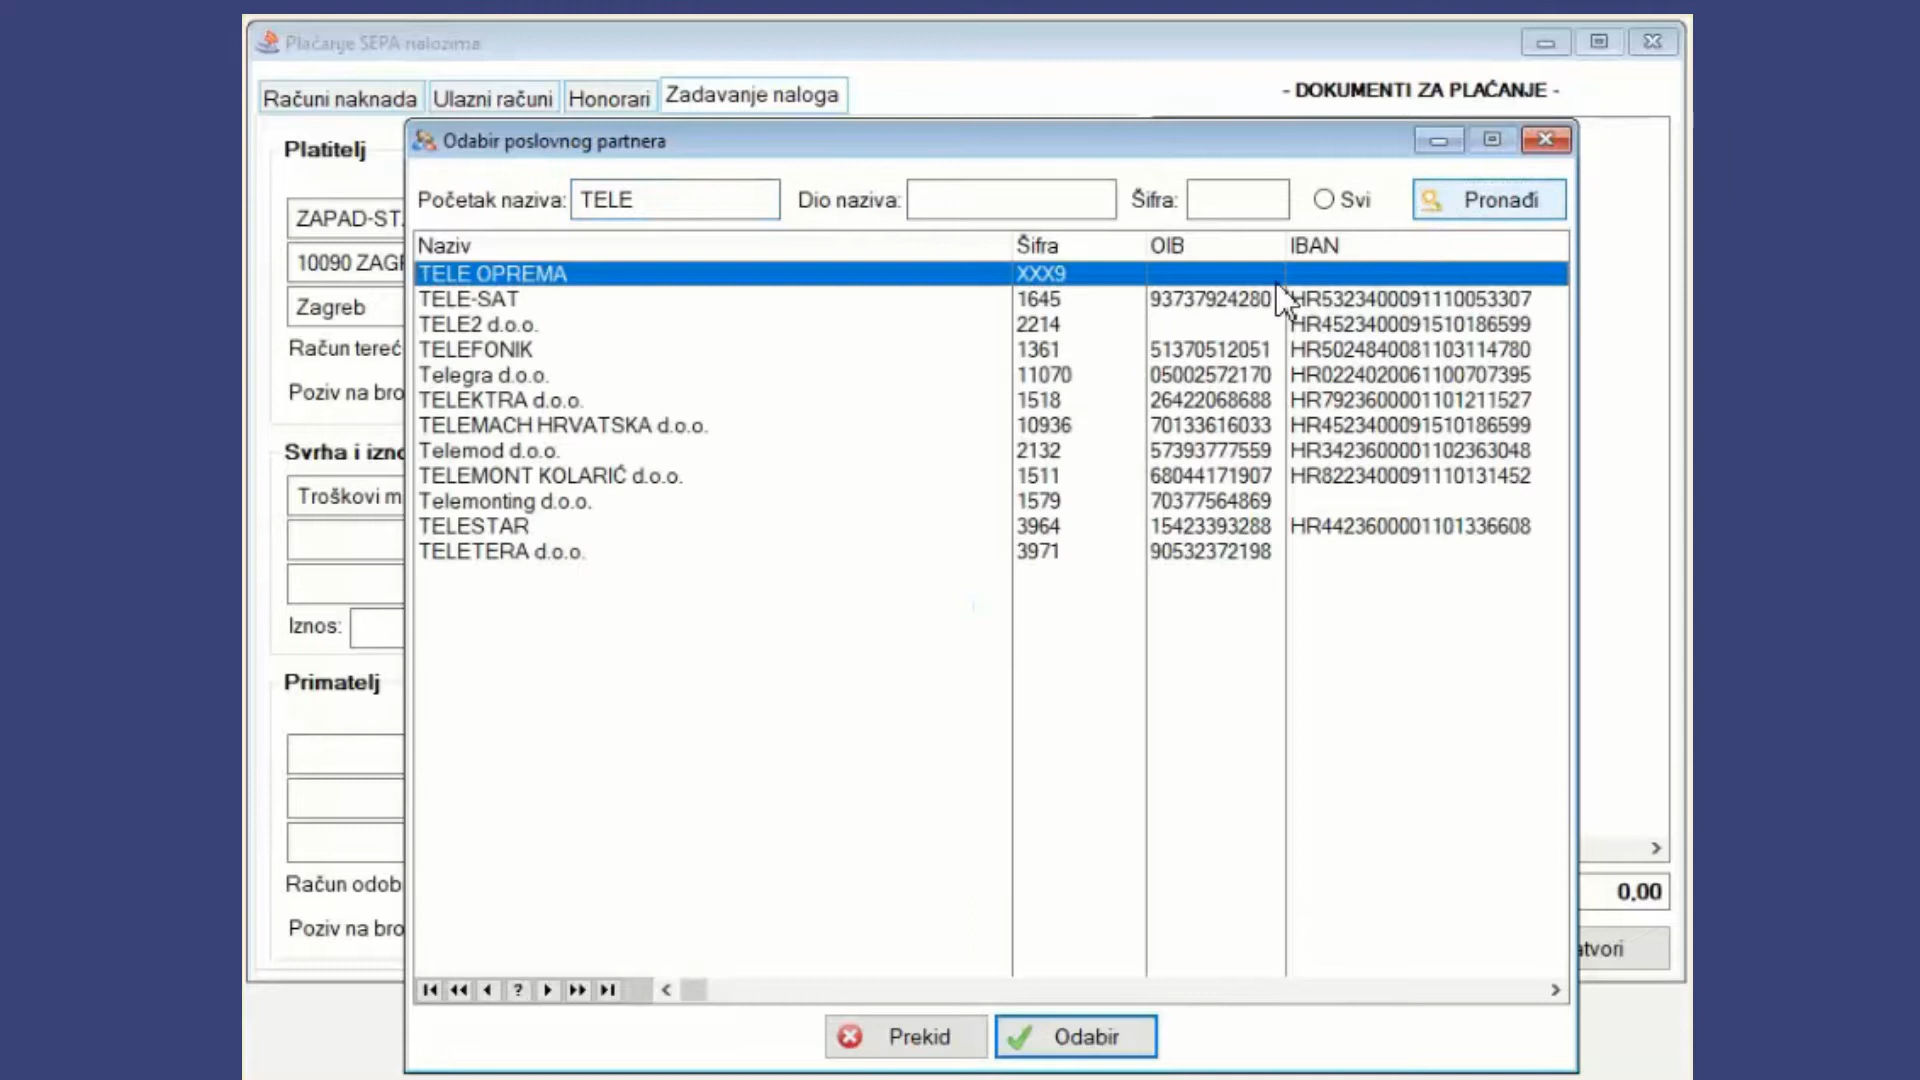 Plaćanje SEPA nalozima
Računi naknada Ulazni računi Honorari Zadavanje naloga
- DOKUMENTI ZA PLAĆANJE -
Platitelj
ZAPAD-ST
10090 ZAGR
Zagreb
Račun tereć
Poziv na bro
Svrha i izno
Troškovi m
Iznos:
Primatelj
Račun odob
Poziv na bro
0,00
atvori
Odabir poslovnog partnera
Početak naziva: TELE Dio naziva: Šifra: Svi Pronađi
Naziv Šifra OIB IBAN
TELE OPREMA XXX9
TELE-SAT 1645 93737924280 HR5323400091110053307
TELE2 d.o.o. 2214 HR4523400091510186599
TELEFONIK 1361 51370512051 HR5024840081103114780
Telegra d.o.o. 11070 05002572170 HR0224020061100707395
TELEKTRA d.o.o. 1518 26422068688 HR7923600001101211527
TELEMACH HRVATSKA d.o.o. 10936 70133616033 HR4523400091510186599
Telemod d.o.o. 2132 57393777559 HR3423600001102363048
TELEMONT KOLARIĆ d.o.o. 1511 68044171907 HR8223400091110131452
Telemonting d.o.o. 1579 70377564869
TELESTAR 3964 15423393288 HR4423600001101336608
TELETERA d.o.o. 3971 90532372198
?
Prekid Odabir